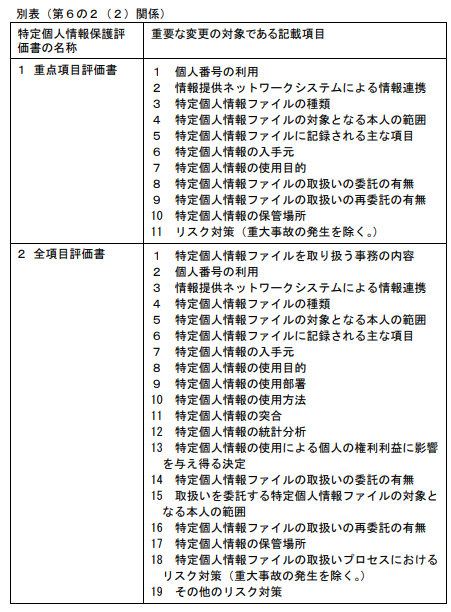 別表（第６の２（２）関係）
特定個人情報保護評価書の名称
重要な変更の対象である記載項目
１ 重点項目評価書
１ 個人番号の利用
２ 情報提供ネットワークシステムによる情報連携
３ 特定個人情報ファイルの種類
４ 特定個人情報ファイルの対象となる本人の範囲
５ 特定個人情報ファイルに記録される主な項目
６ 特定個人情報の入手元
７ 特定個人情報の使用目的
８ 特定個人情報ファイルの取扱いの委託の有無
９ 特定個人情報ファイルの取扱いの再委託の有無
10 特定個人情報の保管場所
11 リスク対策（重大事故の発生を除く。）
２ 全項目評価書
１ 特定個人情報ファイルを取り扱う事務の内容
２ 個人番号の利用
３ 情報提供ネットワークシステムによる情報連携
４ 特定個人情報ファイルの種類
５ 特定個人情報ファイルの対象となる本人の範囲
６ 特定個人情報ファイルに記録される主な項目
７ 特定個人情報の入手元
８ 特定個人情報の使用目的
９ 特定個人情報の使用部署
10 特定個人情報の使用方法
11 特定個人情報の突合
12 特定個人情報の統計分析
13 特定個人情報の使用による個人の権利利益に影響
を与え得る決定
14 特定個人情報ファイルの取扱いの委託の有無
15 取扱いを委託する特定個人情報ファイルの対象と
なる本人の範囲
16 特定個人情報ファイルの取扱いの再委託の有無
17 特定個人情報の保管場所
18 特定個人情報ファイルの取扱いプロセスにおける
リスク対策（重大事故の発生を除く。）
19 その他のリスク対策